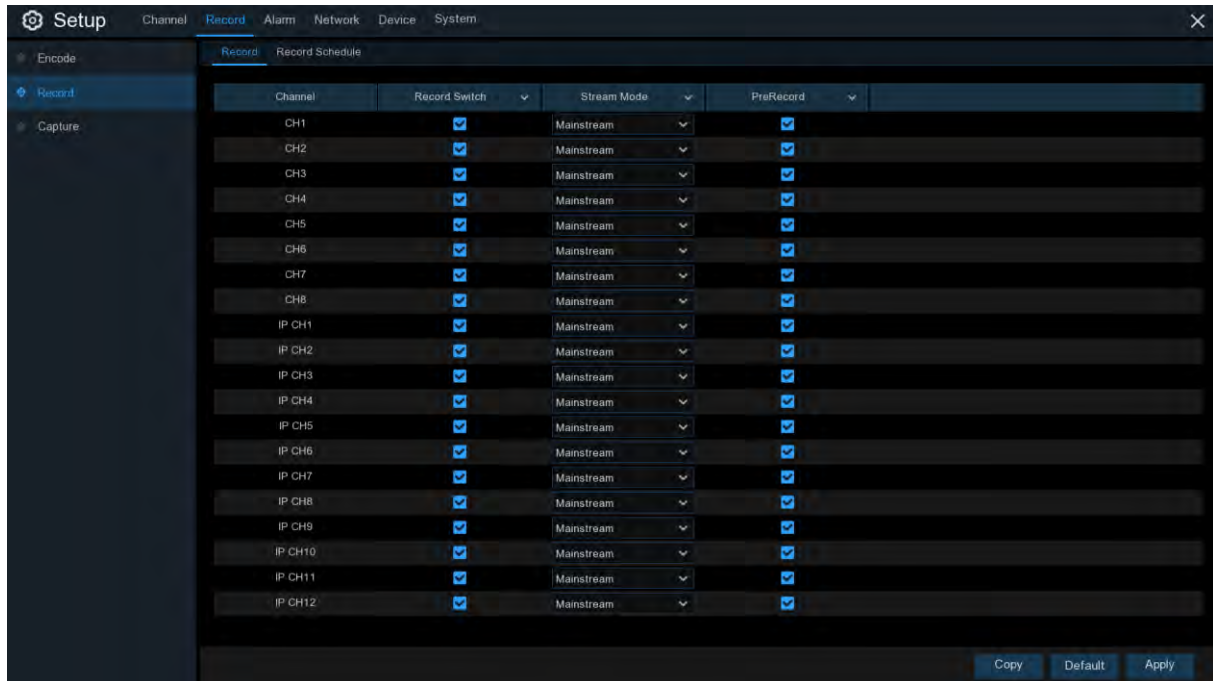 Setup Channel Record Alarm Network Device System
Encode
Record
Capture
Record Record Schedule
Channel Record Switch Stream Mode PreRecord
CH1 Mainstream
CH2 Mainstream
CH3 Mainstream
CH4 Mainstream
CH5 Mainstream
CH6 Mainstream
CH7 Mainstream
CH8 Mainstream
IP CH1 Mainstream
IP CH2 Mainstream
IP CH3 Mainstream
IP CH4 Mainstream
IP CH5 Mainstream
IP CH6 Mainstream
IP CH7 Mainstream
IP CH8 Mainstream
IP CH9 Mainstream
IP CH10 Mainstream
IP CH11 Mainstream
IP CH12 Mainstream
Copy Default Apply